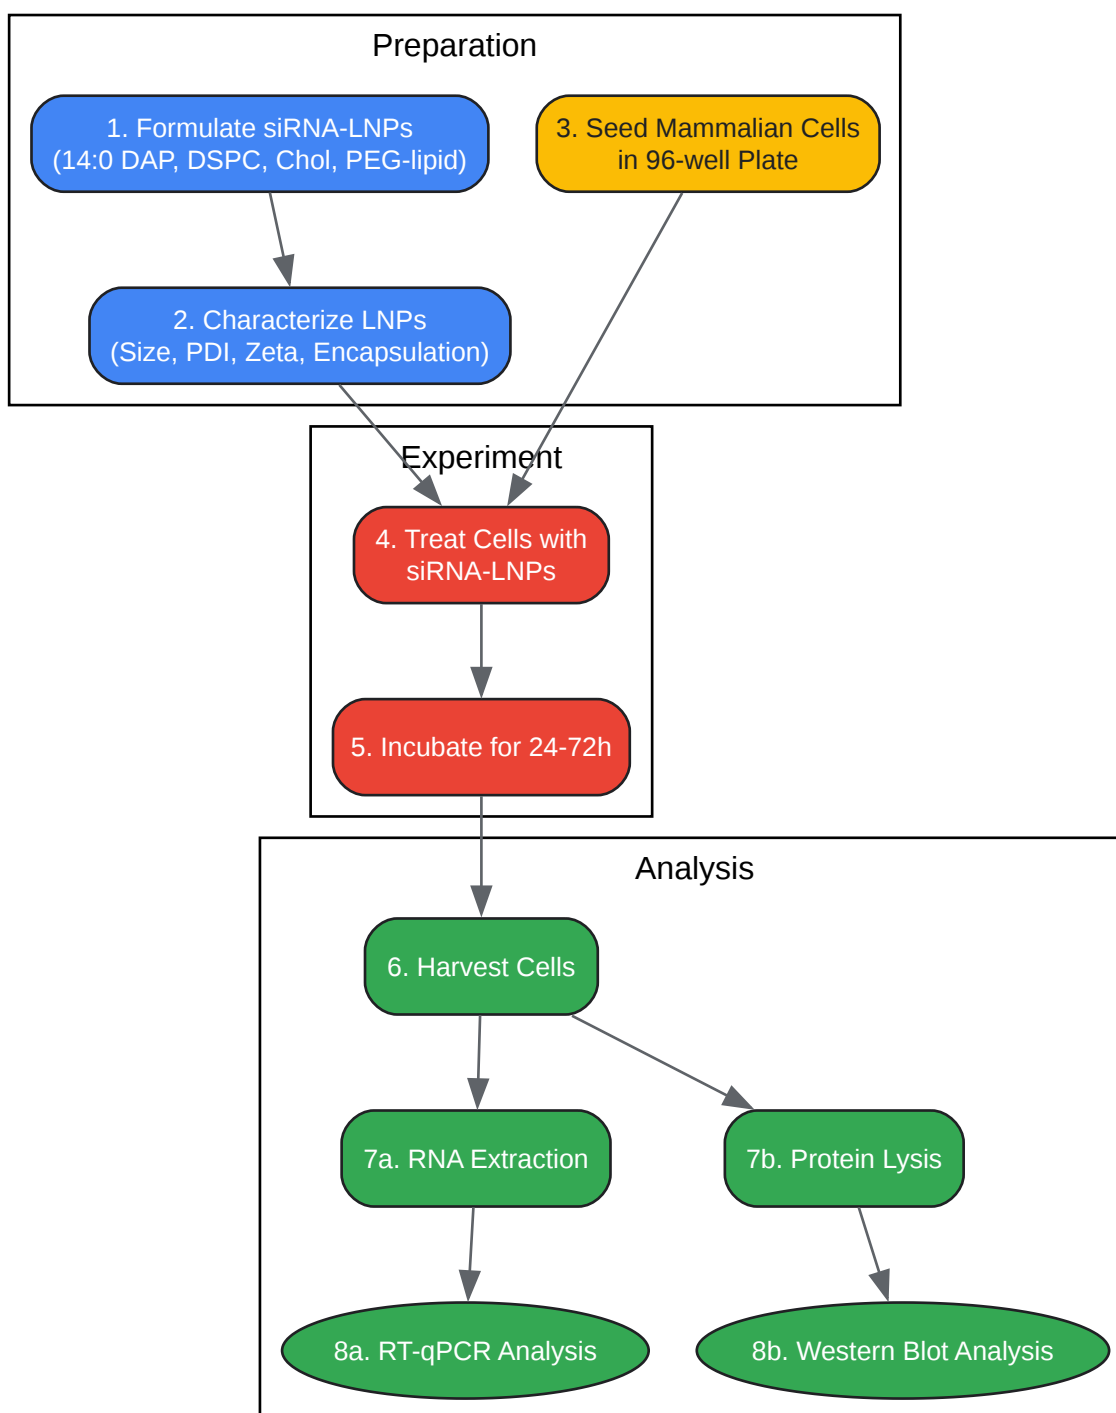 Preparation
1. Formulate siRNA-LNPs
(14:0 DAP, DSPC, Chol, PEG-lipid)
3. Seed Mammalian Cells
in 96-well Plate
2. Characterize LNPs
(Size, PDI, Zeta, Encapsulation)
Experiment
4. Treat Cells with
siRNA-LNPs
5. Incubate for 24-72h
Analysis
6. Harvest Cells
7a. RNA Extraction
7b. Protein Lysis
8a. RT-qPCR Analysis
8b. Western Blot Analysis